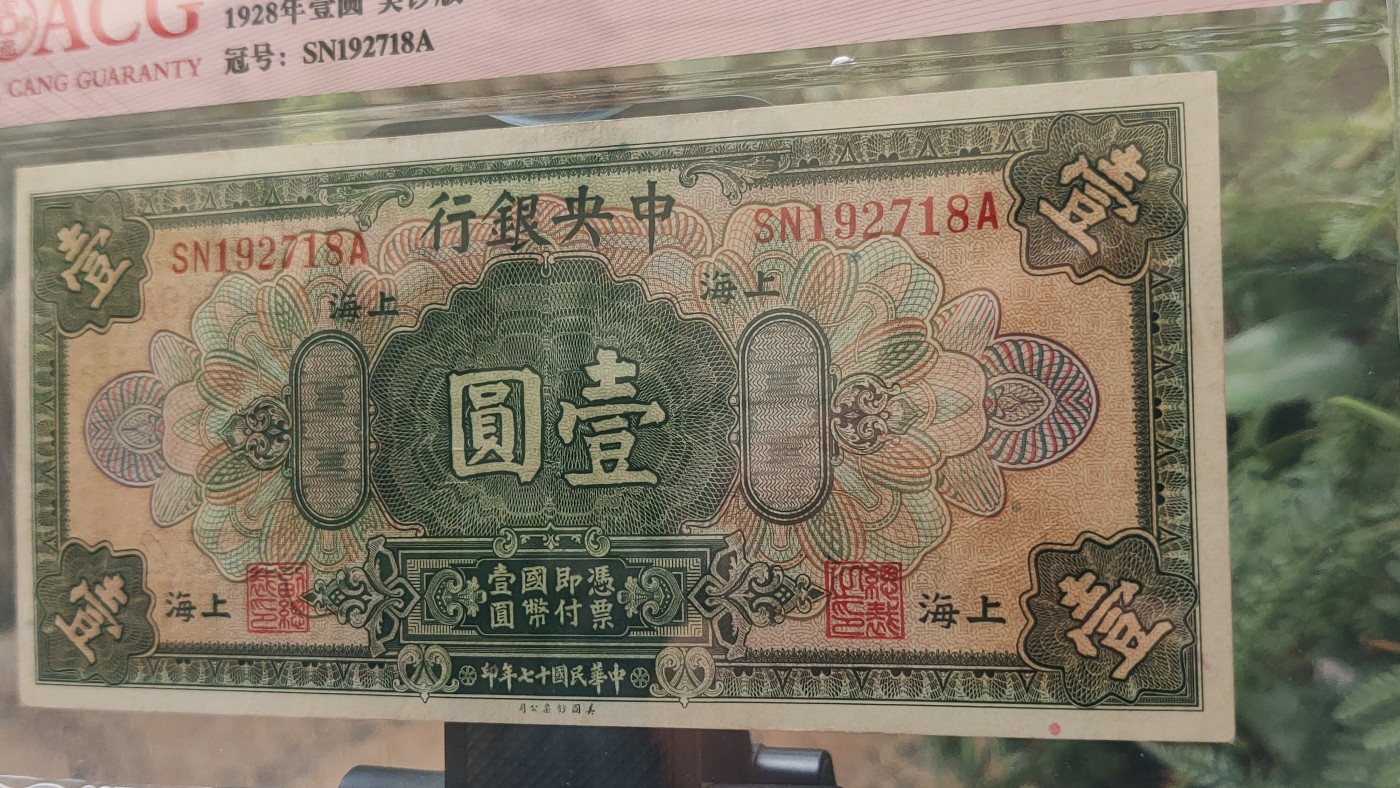 ACG
1928年壹圆 美钞版
CANG GUARANTY
冠号：SN192718A
中央銀行
SN192718A
SN192718A
上海
上海
壹
壹
壹圓
憑票即付
國幣壹圓
上海
上海
壹
壹
中華民國十七年印
美國鈔票公司